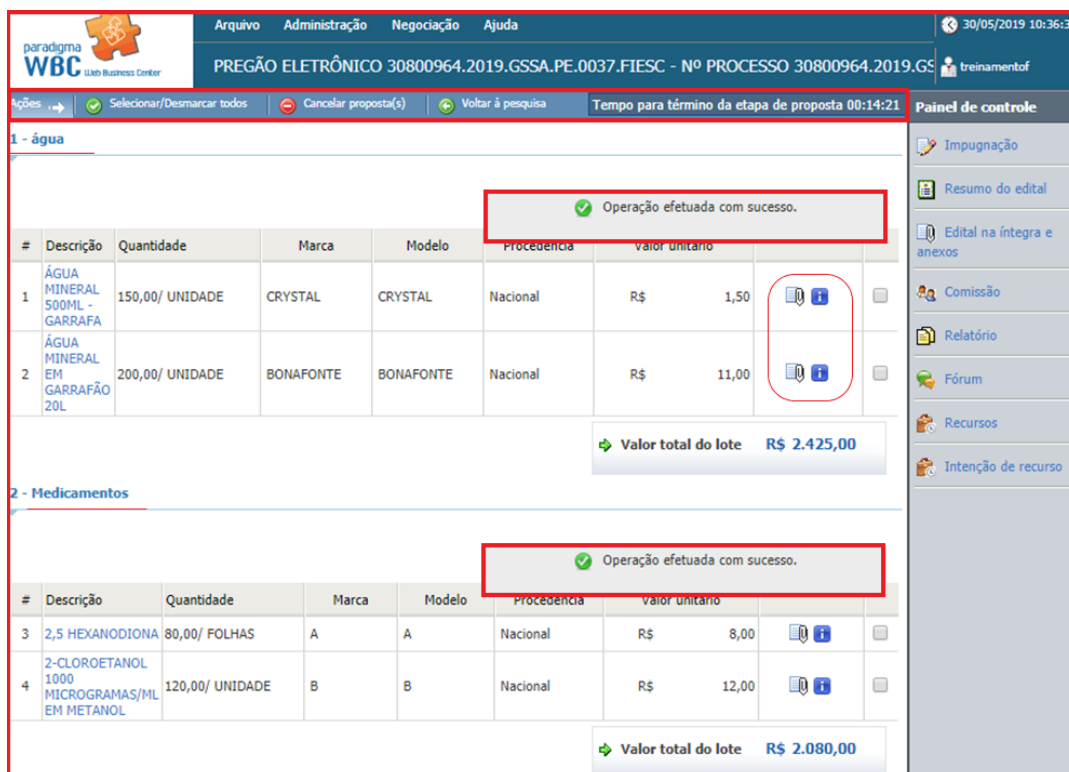 Arquivo Administração Negociação Ajuda
30/05/2019 10:36:3
paradigma
WBC Web Business Center
PREGÃO ELETRÔNICO 30800964.2019.GSSA.PE.0037.FIESC - Nº PROCESSO 30800964.2019.GS
treinamentof
Ações Selecionar/Desmarcar todos Cancelar proposta(s) Voltar à pesquisa Tempo para término da etapa de proposta 00:14:21
1 - água
Operação efetuada com sucesso.
# Descrição Quantidade Marca Modelo Procedência Valor unitário
1 ÁGUA MINERAL 500ML - GARRAFA 150,00/ UNIDADE CRYSTAL CRYSTAL Nacional R$ 1,50
2 ÁGUA MINERAL EM GARRAFÃO 20L 200,00/ UNIDADE BONAFONTE BONAFONTE Nacional R$ 11,00
Valor total do lote R$ 2.425,00
2 - Medicamentos
Operação efetuada com sucesso.
# Descrição Quantidade Marca Modelo Procedência Valor unitário
3 2,5 HEXANODIONA 80,00/ FOLHAS A A Nacional R$ 8,00
4 2-CLOROETANOL 1000 MICROGRAMAS/ML EM METANOL 120,00/ UNIDADE B B Nacional R$ 12,00
Valor total do lote R$ 2.080,00
Painel de controle
Impugnação
Resumo do edital
Edital na íntegra e
anexos
Comissão
Relatório
Fórum
Recursos
Intenção de recurso